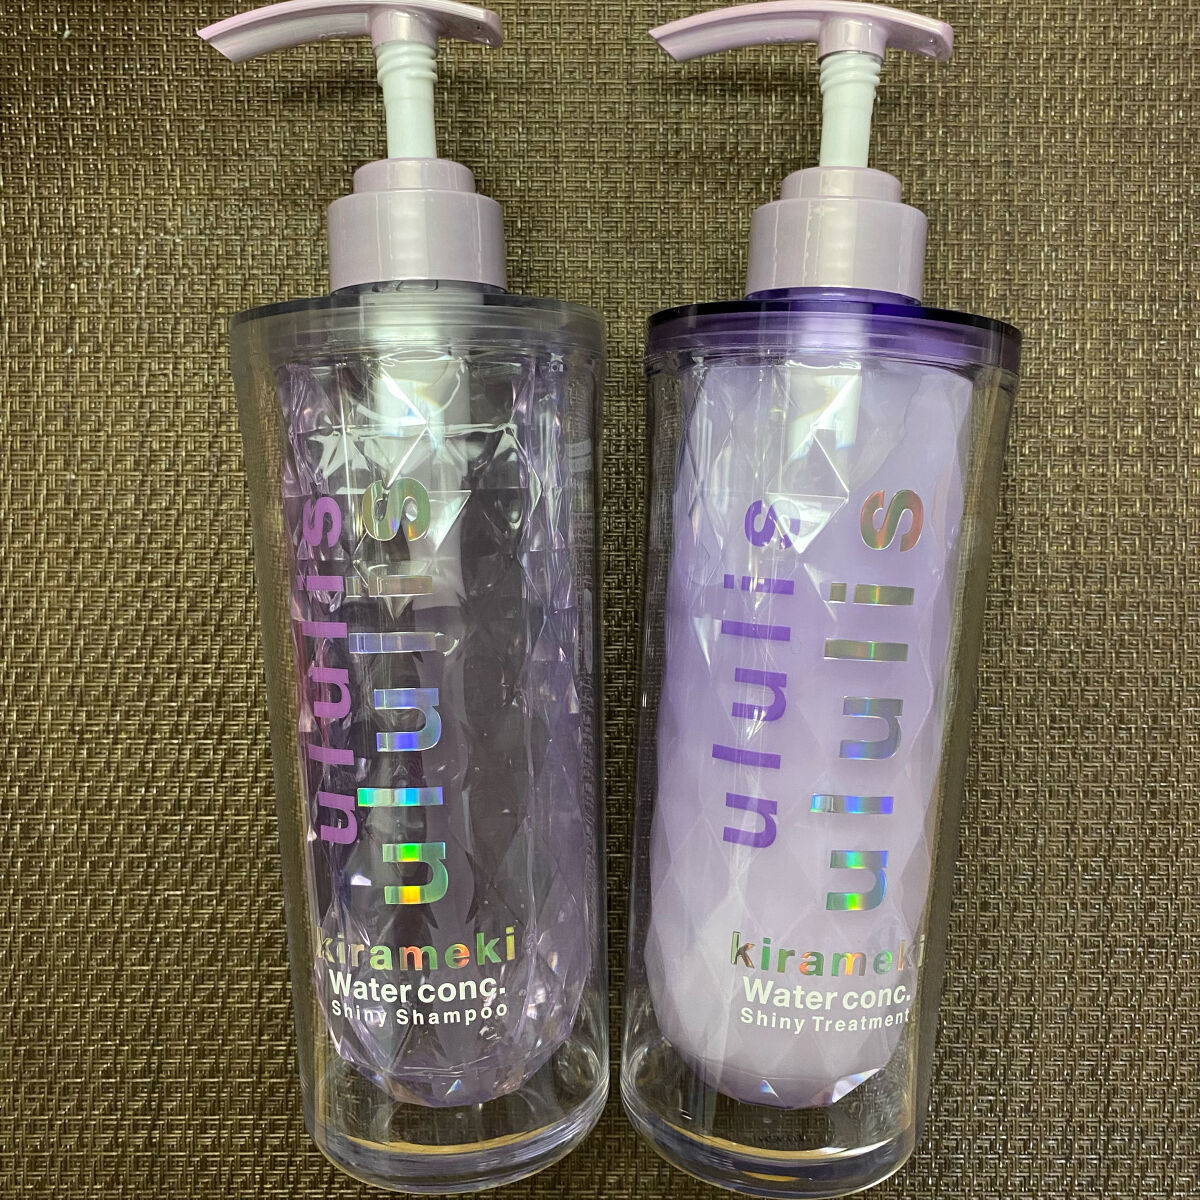 ululis
ululis
kirameki
Water conc.
Shiny Shampoo
ululis
ululis
kirameki
Water conc.
Shiny Treatment